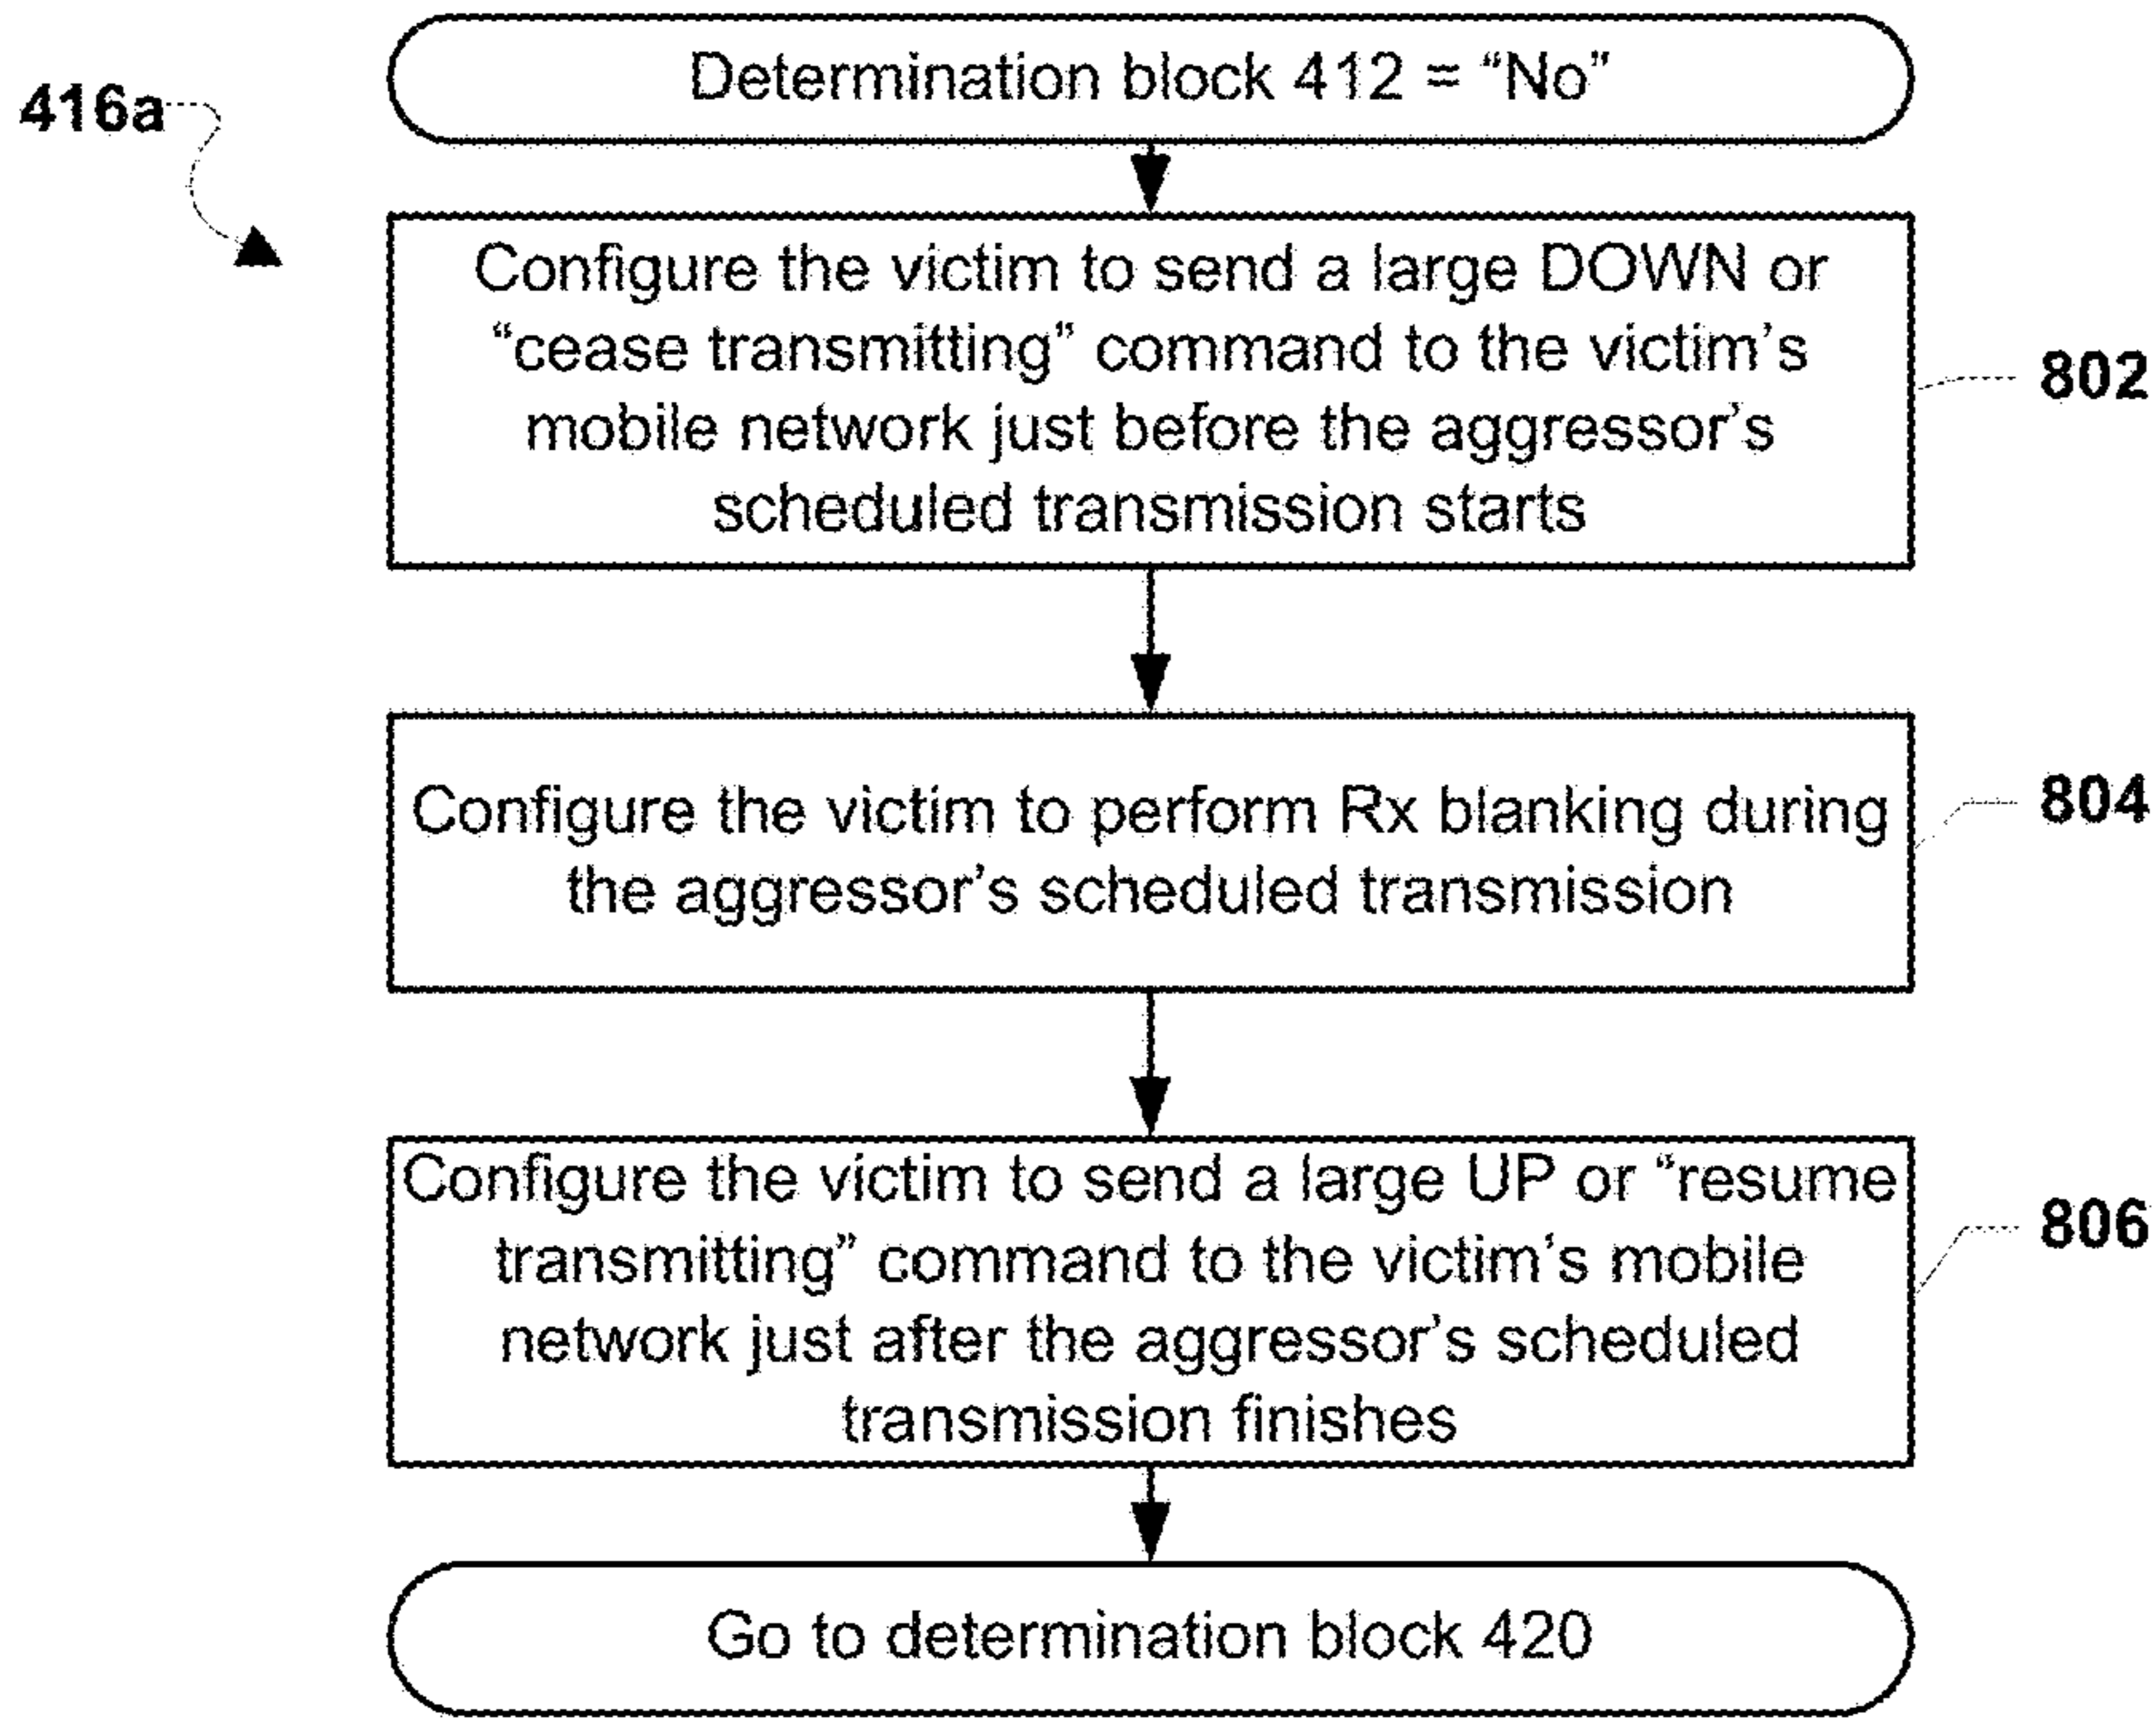 Determination block 412 = “No”
416a
Configure the victim to send a large DOWN or
“cease transmitting” command to the victim’s
mobile network just before the aggressor’s
scheduled transmission starts
802
Configure the victim to perform Rx blanking during
the aggressor’s scheduled transmission
804
Configure the victim to send a large UP or “resume
transmitting” command to the victim’s mobile
network just after the aggressor’s scheduled
transmission finishes
806
Go to determination block 420